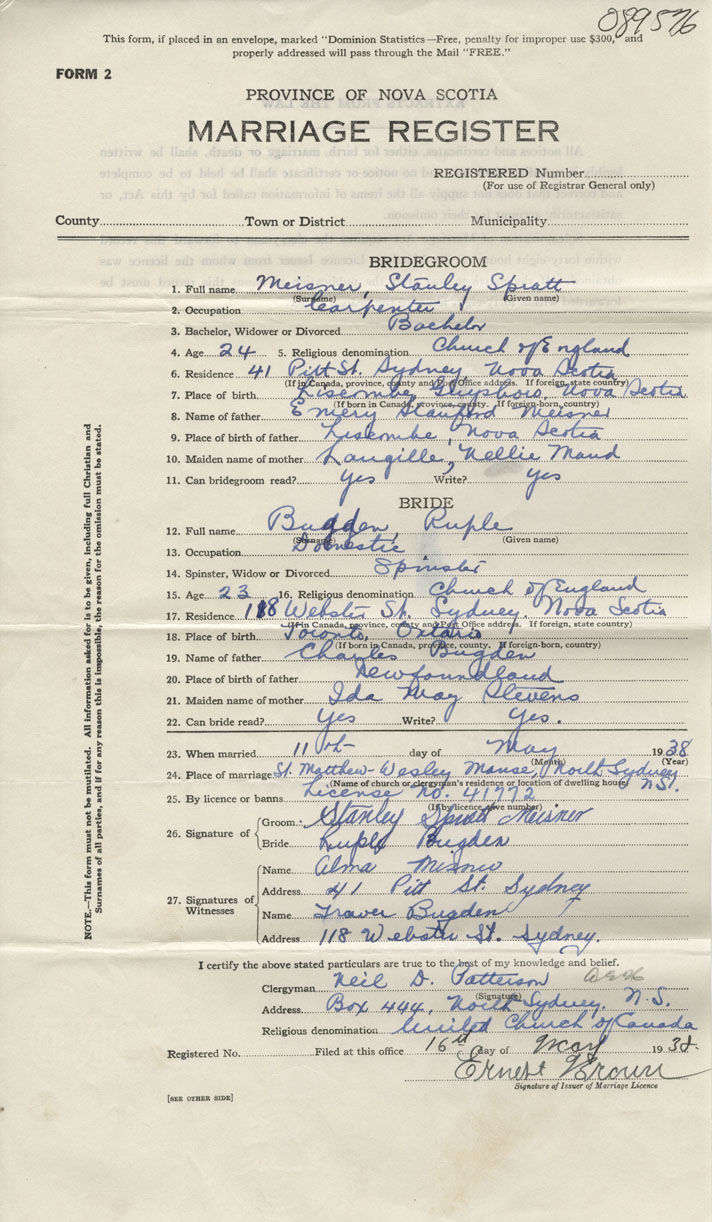 089576
This form, if placed in an envelope, marked "Dominion Statistics—Free, penalty for improper use $300," and
properly addressed will pass through the Mail "FREE."
FORM 2
PROVINCE OF NOVA SCOTIA
MARRIAGE REGISTER
REGISTERED Number
(For use of Registrar General only)
County Town or District Municipality
BRIDEGROOM
1. Full name Meisner, Stanley Spratt
(Surname) (Given name)
2. Occupation Carpenter
3. Bachelor, Widower or Divorced Bachelor
4. Age 24 5. Religious denomination Church of England
6. Residence 41 Pitt St. Sydney, Nova Scotia
(If in Canada, province, county and Post Office address. If foreign, state country)
7. Place of birth Liscombe, Guysboro, Nova Scotia
(If born in Canada, province, county. If foreign-born, country)
8. Name of father Emery Stanford Meisner
9. Place of birth of father Liscombe, Nova Scotia
10. Maiden name of mother Langille, Nellie Maud
11. Can bridegroom read? Yes Write? Yes
BRIDE
12. Full name Bugden, Ruple
(Surname) (Given name)
13. Occupation Domestic
14. Spinster, Widow or Divorced Spinster
15. Age 23 16. Religious denomination Church of England
17. Residence 118 Webster St. Sydney, Nova Scotia
(If in Canada, province, county and Post Office address. If foreign, state country)
18. Place of birth Toronto, Ontario
(If born in Canada, province, county. If foreign-born, country)
19. Name of father Charles Bugden
20. Place of birth of father Newfoundland
21. Maiden name of mother Ida May Stevens
22. Can bride read? Yes Write? Yes.
23. When married 11th day of May 1938
(Month) (Year)
24. Place of marriage St. Matthew-Wesley Manse, North Sydney N.S.
(Name of church or clergyman's residence or location of dwelling house)
25. By licence or banns License No. 41772
(If by licence, give number)
26. Signature of Groom Stanley Spratt Meisner
Bride Ruple Bugden
27. Signatures of Witnesses Name Alma
Address 41 Pitt St. Sydney
Name Bugden
Address 118 Webster St. Sydney.
I certify the above stated particulars are true to the best of my knowledge and belief.
Clergyman Neil D. Patterson
(Signature)
Address Box 444, North Sydney, N.S.
Religious denomination United Church of Canada
Registered No. Filed at this office 16th day of May 1938.
Ernest Brown
Signature of Issuer of Marriage Licence
[SEE OTHER SIDE]
NOTE.—This form must not be mutilated. All information asked for is to be given, including full Christian and
Surnames of all parties, and if for any reason this is impossible, the reason for the omission must be stated.